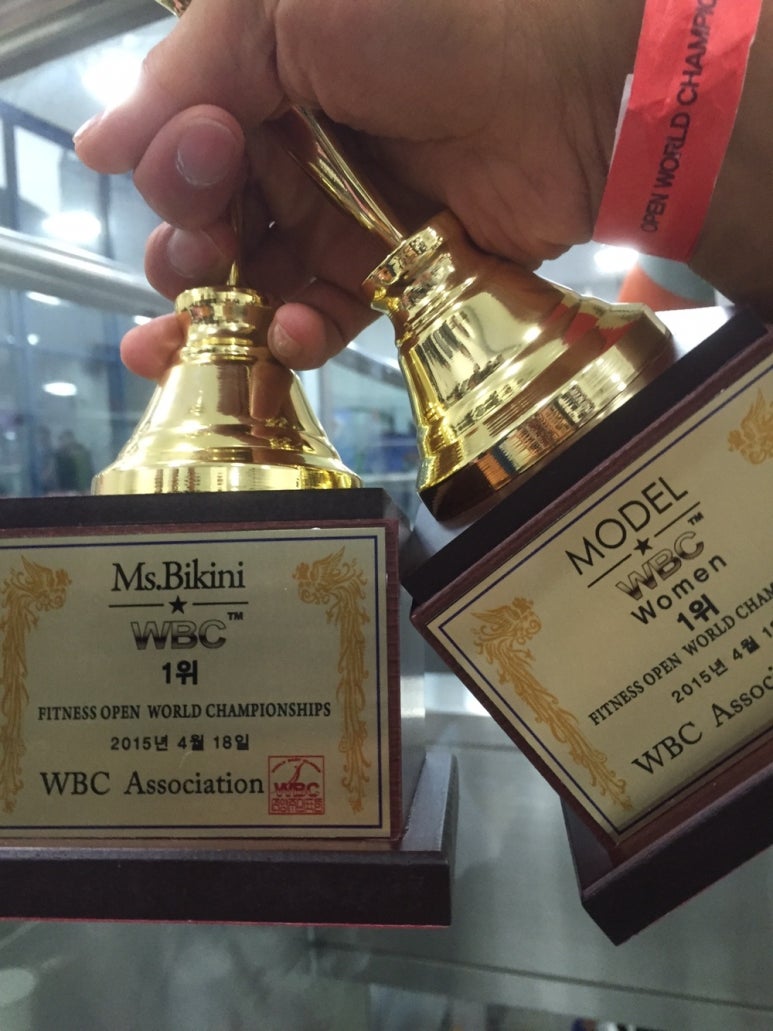 OPEN WORLD CHAMPIO
Ms.Bikini
WBC™
1위
FITNESS OPEN WORLD CHAMPIONSHIPS
2015년 4월 18일
WBC Association
WBC
MODEL
WBC™
Women
1위
FITNESS OPEN WORLD CHAM
2015년 4월 18
WBC Associ